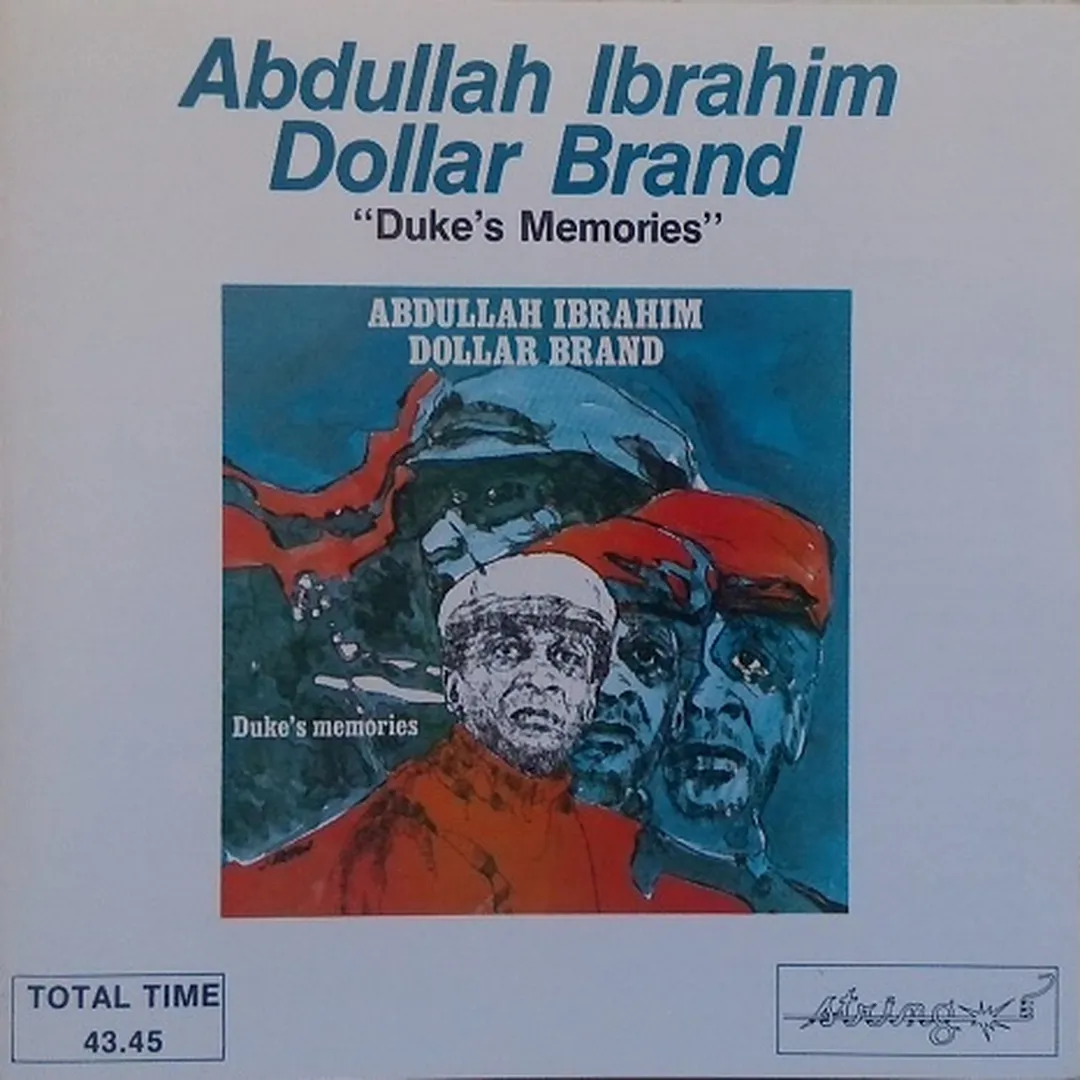 Abdullah Ibrahim
Dollar Brand
“Duke’s Memories”
ABDULLAH IBRAHIM
DOLLAR BRAND
Duke's memories
TOTAL TIME
43.45
string